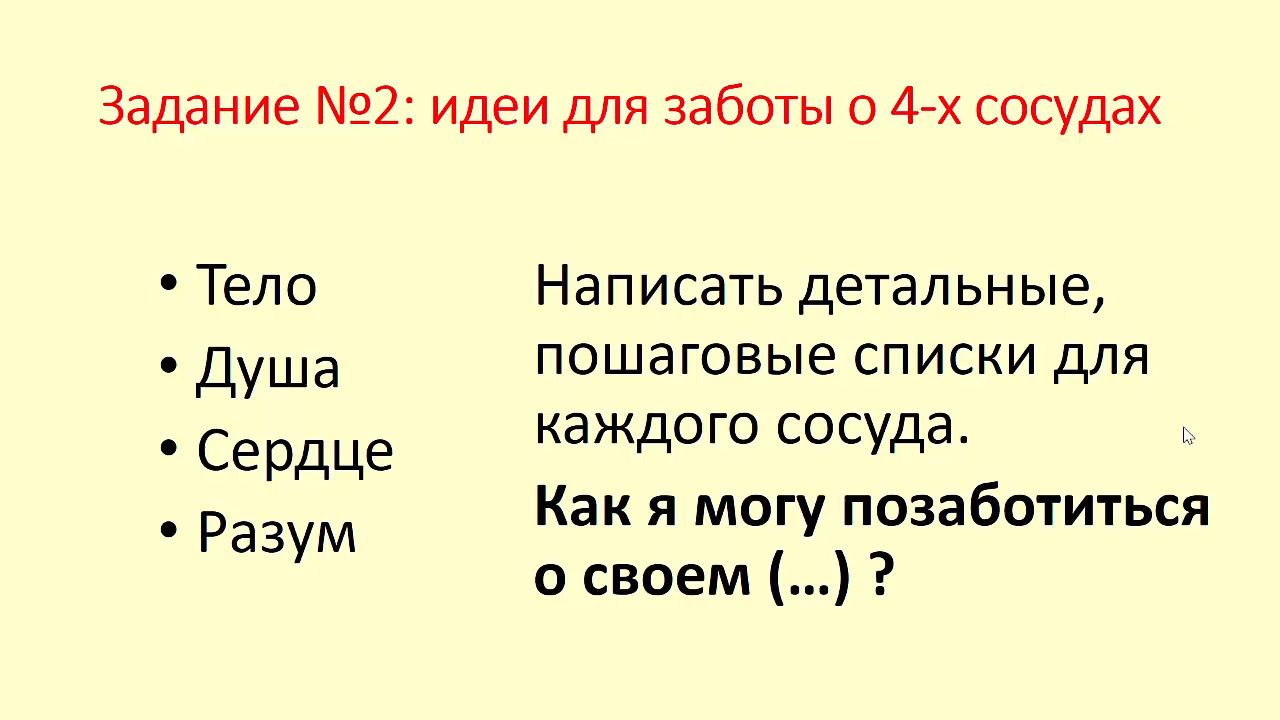 Задание №2: идеи для заботы о 4-х сосудах
• Тело
• Душа
• Сердце
• Разум
Написать детальные,
пошаговые списки для
каждого сосуда.
Как я могу позаботиться
о своем (...) ?